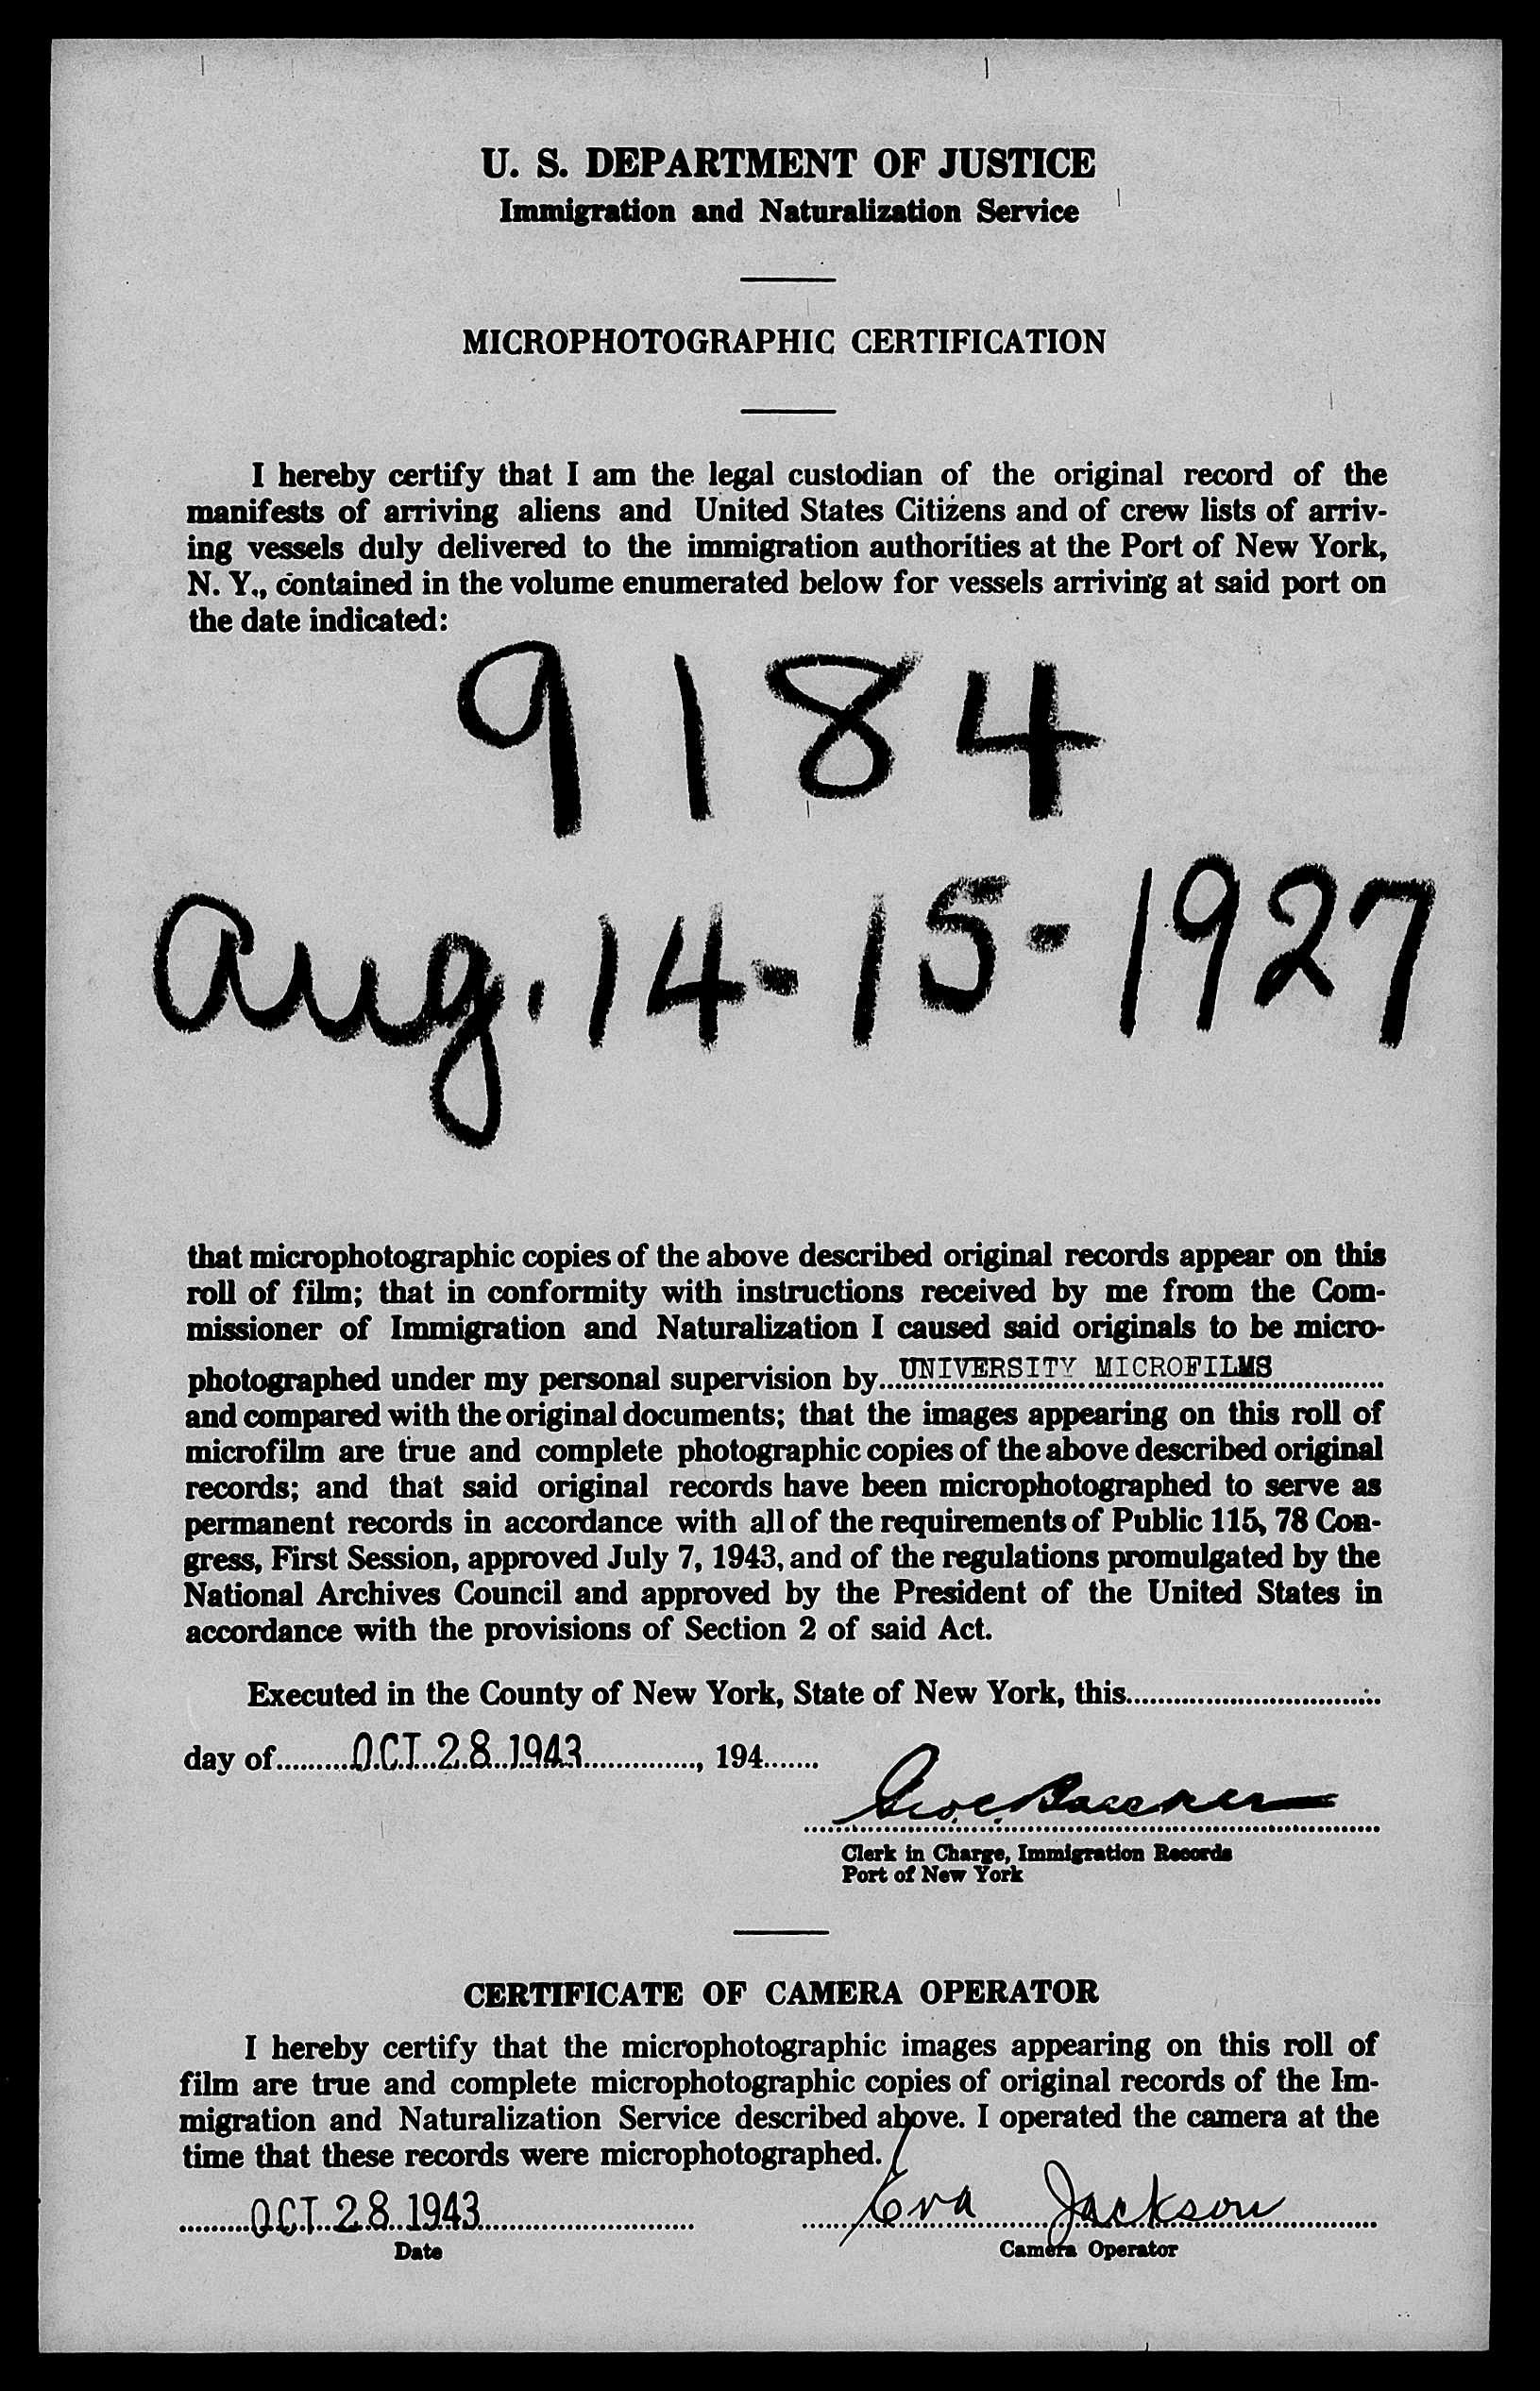 U. S. DEPARTMENT OF JUSTICE
Immigration and Naturalization Service
MICROPHOTOGRAPHIC CERTIFICATION
I hereby certify that I am the legal custodian of the original record of the
manifests of arriving aliens and United States Citizens and of crew lists of arriv-
ing vessels duly delivered to the immigration authorities at the Port of New York,
N. Y., contained in the volume enumerated below for vessels arriving at said port on
the date indicated:
9184
Aug. 14-15-1927
that microphotographic copies of the above described original records appear on this
roll of film; that in conformity with instructions received by me from the Com-
missioner of Immigration and Naturalization I caused said originals to be micro-
photographed under my personal supervision by UNIVERSITY MICROFILMS
and compared with the original documents; that the images appearing on this roll of
microfilm are true and complete photographic copies of the above described original
records; and that said original records have been microphotographed to serve as
permanent records in accordance with all of the requirements of Public 115, 78 Con-
gress, First Session, approved July 7, 1943, and of the regulations promulgated by the
National Archives Council and approved by the President of the United States in
accordance with the provisions of Section 2 of said Act.
Executed in the County of New York, State of New York, this
day of OCT 28 1943, 194
Clerk in Charge, Immigration Records
Port of New York
CERTIFICATE OF CAMERA OPERATOR
I hereby certify that the microphotographic images appearing on this roll of
film are true and complete microphotographic copies of original records of the Im-
migration and Naturalization Service described above. I operated the camera at the
time that these records were microphotographed.
OCT 28 1943 Eva Jackson
Date Camera Operator